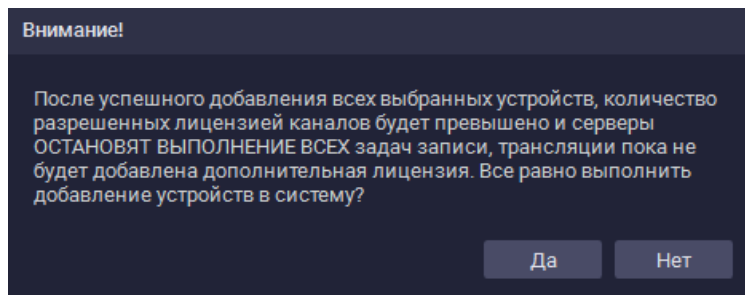 Внимание!
После успешного добавления всех выбранных устройств, количество
разрешенных лицензией каналов будет превышено и серверы
ОСТАНОВЯТ ВЫПОЛНЕНИЕ ВСЕХ задач записи, трансляции пока не
будет добавлена дополнительная лицензия. Все равно выполнить
добавление устройств в систему?
Да
Нет